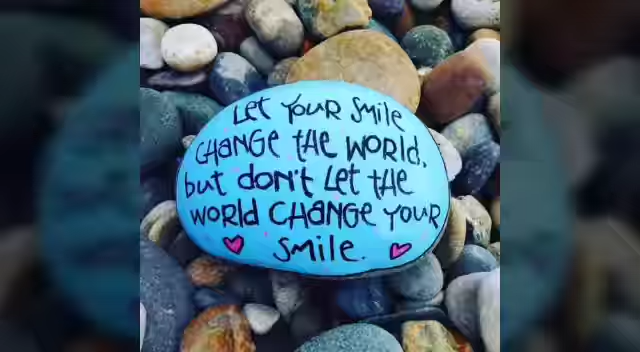 Let Your Smile
Change the World,
but don't Let the
World Change Your
Smile.